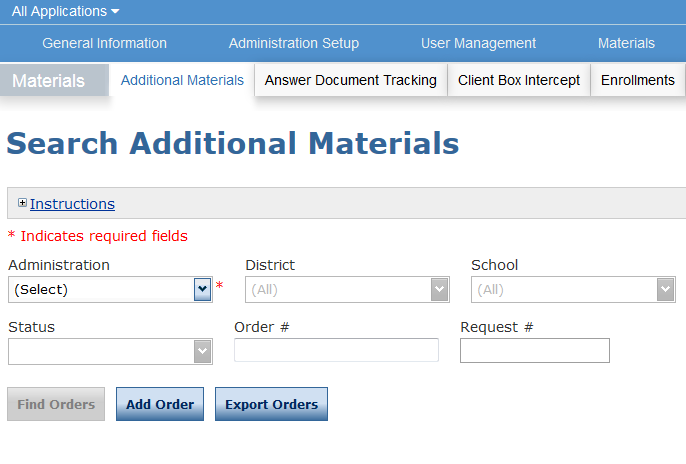 All Applications
General Information Administration Setup User Management Materials
Materials Additional Materials Answer Document Tracking Client Box Intercept Enrollments
Search Additional Materials
Instructions
* Indicates required fields
Administration District School
(Select) * (All) (All)
Status Order # Request #
Find Orders Add Order Export Orders